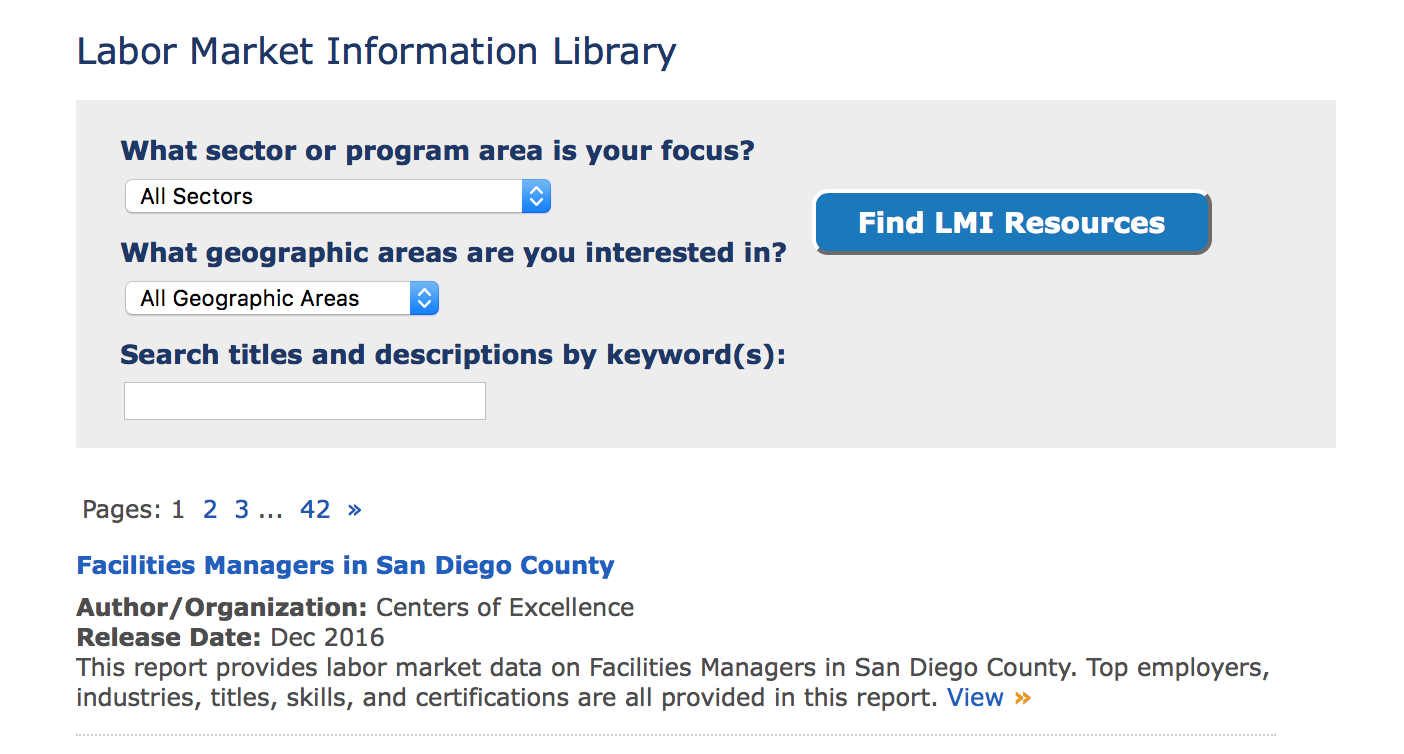 Labor Market Information Library
What sector or program area is your focus?
All Sectors
Find LMI Resources
What geographic areas are you interested in?
All Geographic Areas
Search titles and descriptions by keyword(s):
Pages: 1 2 3 ... 42 »
Facilities Managers in San Diego County
Author/Organization: Centers of Excellence
Release Date: Dec 2016
This report provides labor market data on Facilities Managers in San Diego County. Top employers,
industries, titles, skills, and certifications are all provided in this report. View »